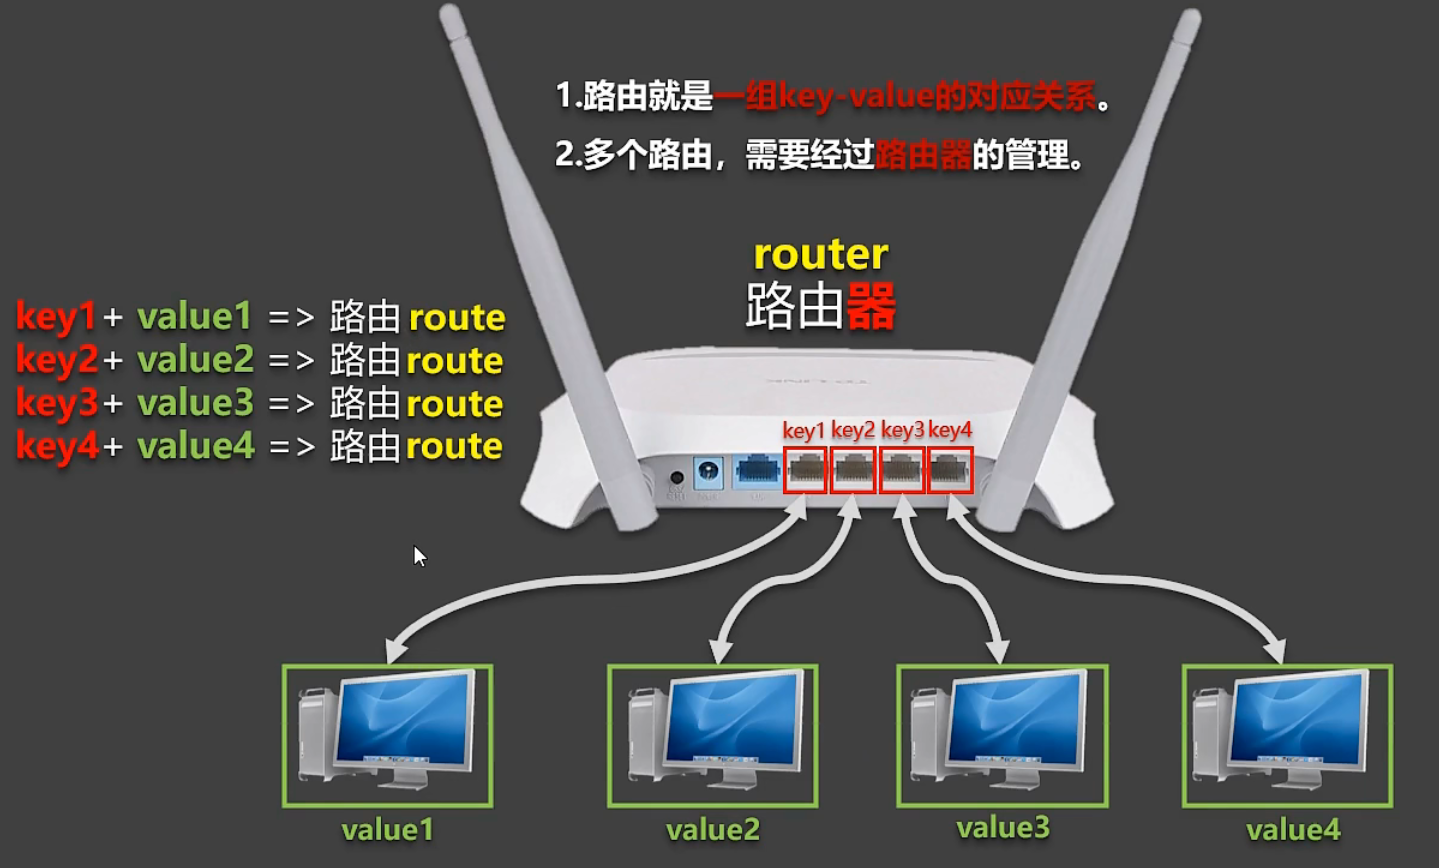 1.路由就是一组key-value的对应关系。
2.多个路由，需要经过路由器的管理。
router
路由器
key1+ value1 => 路由 route
key2+ value2 => 路由 route
key3+ value3 => 路由 route
key4+ value4 => 路由 route
TP-LINK
key1 key2 key3 key4
value1 value2 value3 value4